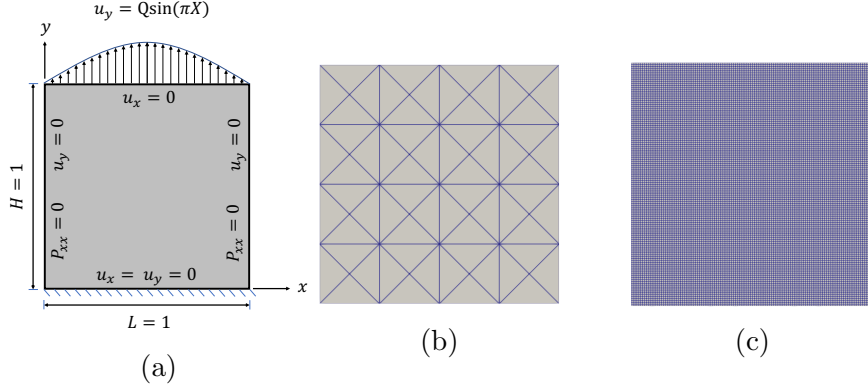 u_y = Qsin(πX)
y
u_x = 0
u_y = 0
u_y = 0
H = 1
P_xx = 0
P_xx = 0
u_x = u_y = 0
x
L = 1
(a)
(b)
(c)